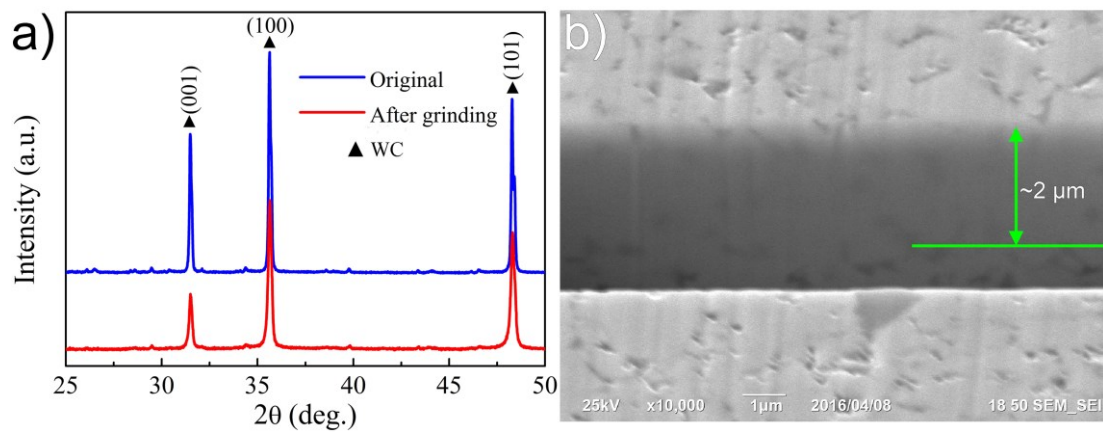 a)
Intensity (a.u.)
▲(001)
(100)
▲
▲(101)
Original
After grinding
▲ WC
25 30 35 40 45 50
2θ (deg.)
b)
~2 μm
25kV x10,000 1μm 2016/04/08 18 50 SEM_SEI